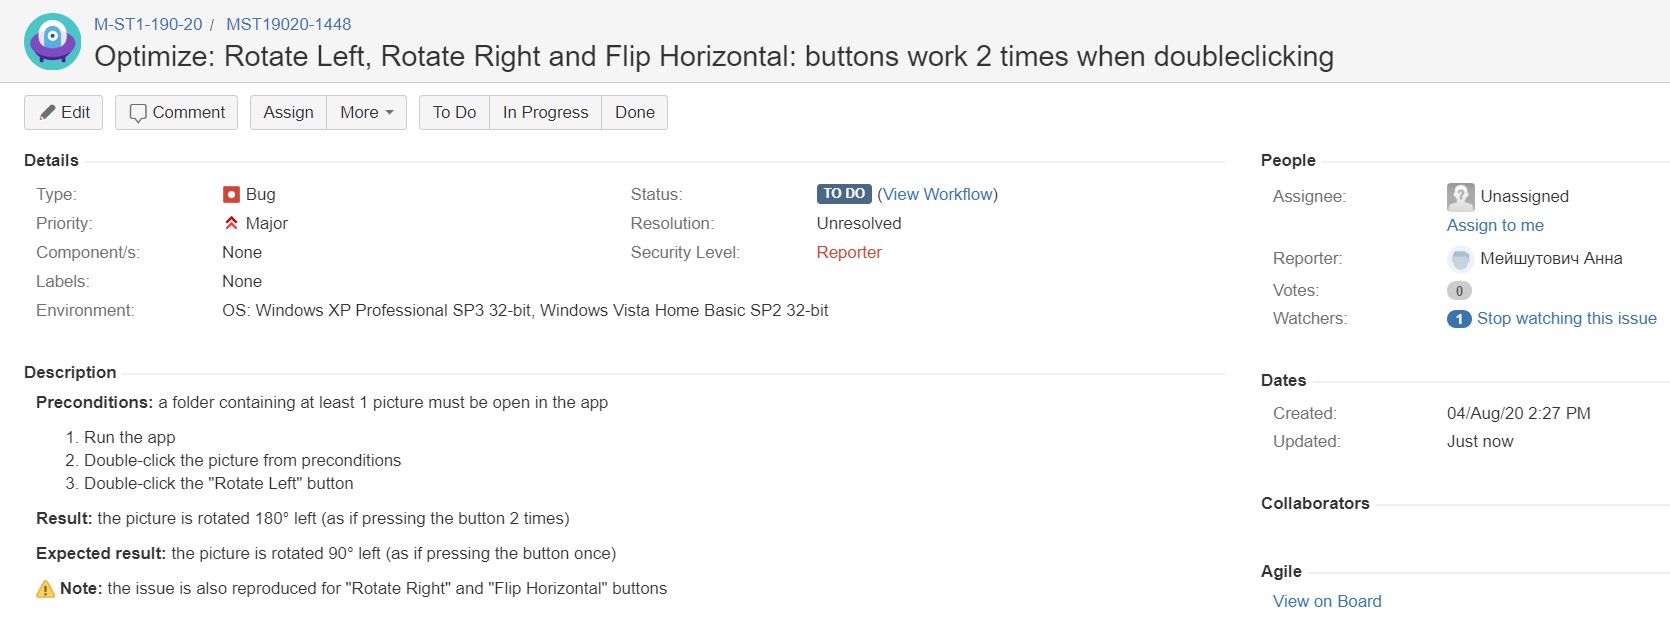 M-ST1-190-20 / MST19020-1448
Optimize: Rotate Left, Rotate Right and Flip Horizontal: buttons work 2 times when doubleclicking
Edit Comment Assign More To Do In Progress Done
Details
Type: Bug
Priority: Major
Component/s: None
Labels: None
Environment: OS: Windows XP Professional SP3 32-bit, Windows Vista Home Basic SP2 32-bit
Status: TO DO (View Workflow)
Resolution: Unresolved
Security Level: Reporter
Description
Preconditions: a folder containing at least 1 picture must be open in the app
1. Run the app
2. Double-click the picture from preconditions
3. Double-click the "Rotate Left" button
Result: the picture is rotated 180° left (as if pressing the button 2 times)
Expected result: the picture is rotated 90° left (as if pressing the button once)
Note: the issue is also reproduced for "Rotate Right" and "Flip Horizontal" buttons
People
Assignee: Unassigned
Assign to me
Reporter: Мейшутович Анна
Votes: 0
Watchers: 1 Stop watching this issue
Dates
Created: 04/Aug/20 2:27 PM
Updated: Just now
Collaborators
Agile
View on Board